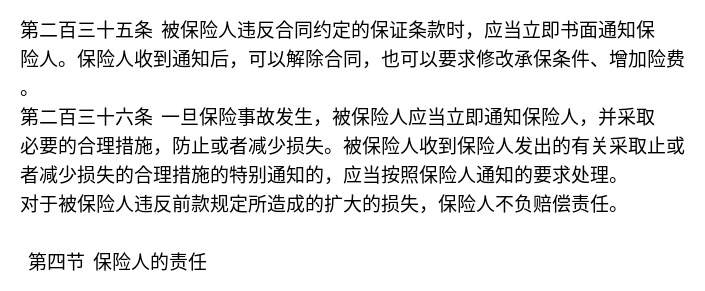 第二百三十五条 被保险人违反合同约定的保证条款时，应当立即书面通知保
险人。保险人收到通知后，可以解除合同，也可以要求修改承保条件、增加险费
。
第二百三十六条 一旦保险事故发生，被保险人应当立即通知保险人，并采取
必要的合理措施，防止或者减少损失。被保险人收到保险人发出的有关采取止或
者减少损失的合理措施的特别通知的，应当按照保险人通知的要求处理。
对于被保险人违反前款规定所造成的扩大的损失，保险人不负赔偿责任。
第四节 保险人的责任